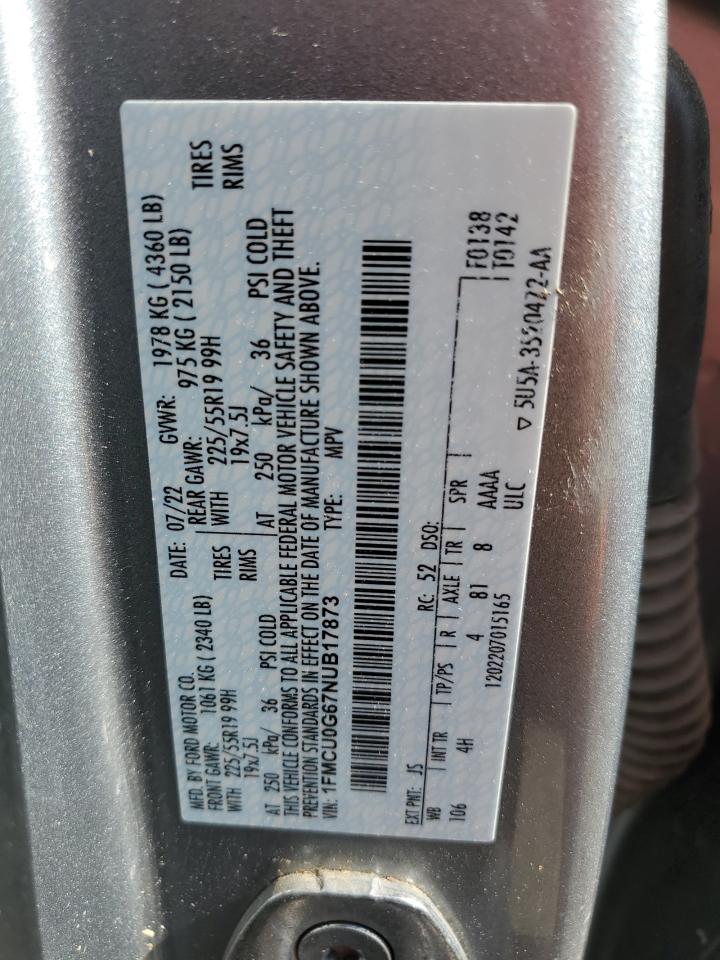 MFD. BY FORD MOTOR CO.
DATE: 07/22 GVWR: 1978 KG ( 4360 LB)
FRONT GAWR: 1061 KG ( 2340 LB) REAR GAWR: 975 KG ( 2150 LB)
WITH 225/55R19 99H TIRES WITH 225/55R19 99H TIRES
19x7.5J RIMS 19x7.5J RIMS
AT 250 kPa/ 36 PSI COLD AT 250 kPa/ 36 PSI COLD
THIS VEHICLE CONFORMS TO ALL APPLICABLE FEDERAL MOTOR VEHICLE SAFETY AND THEFT
PREVENTION STANDARDS IN EFFECT ON THE DATE OF MANUFACTURE SHOWN ABOVE.
VIN: 1FMCU0G67NUB17873 TYPE: MPV
EXT PNT: JS RC: 52 DSO:
WB INT TR TP/PS R AXLE TR SPR
106 4H 4 81 8 AAAA
F0138
T0142
1202207015165 ULC